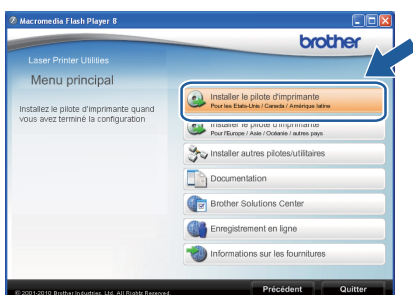 Macromedia Flash Player 8
brother
Laser Printer Utilities
Menu principal
Installez le pilote d'imprimante quand
vous avez terminé la configuration
Installer le pilote d'imprimante
Pour les Etats-Unis / Canada / Amérique latine
Installer le pilote d'imprimante
Pour l'Europe / Asie / Océanie / autres pays
Installer autres pilotes/utilitaires
Documentation
Brother Solutions Center
Enregistrement en ligne
Informations sur les fournitures
© 2001-2010 Brother Industries, Ltd. All Rights Reserved.
Précédent
Quitter